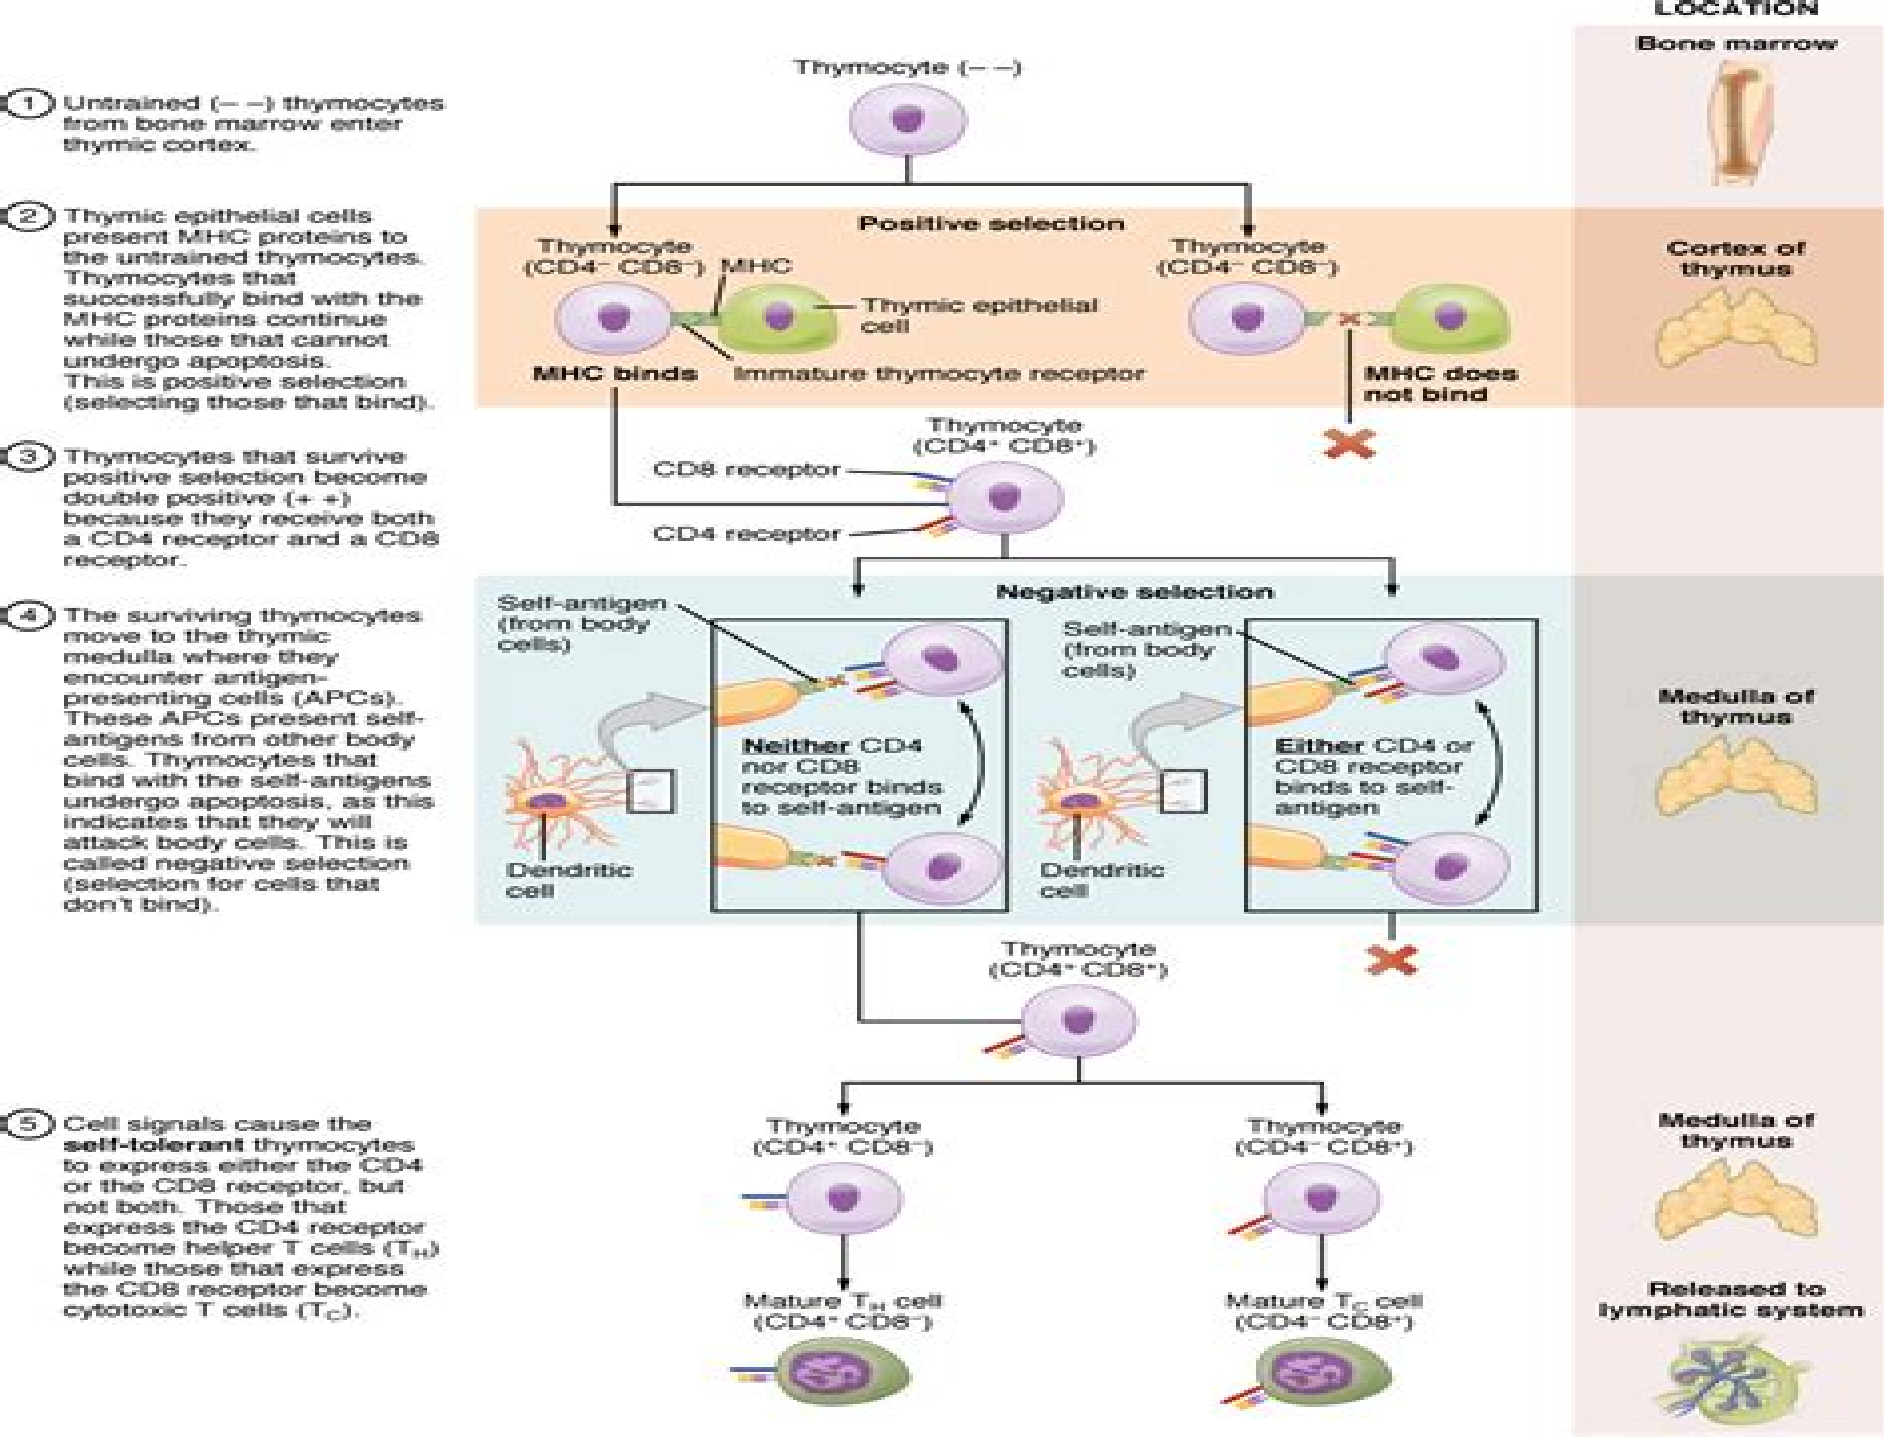 LOCATION
Bone marrow
Thymocyte (– –)
1 Untrained (– –) thymocytes
from bone marrow enter
thymic cortex.
2 Thymic epithelial cells
present MHC proteins to
the untrained thymocytes.
Thymocytes that
successfully bind with the
MHC proteins continue
while those that cannot
undergo apoptosis.
This is positive selection
(selecting those that bind).
Positive selection
Thymocyte
(CD4⁻ CD8⁻)
MHC
Thymic epithelial
cell
MHC binds
Immature thymocyte receptor
Thymocyte
(CD4⁻ CD8⁻)
MHC does
not bind
Cortex of
thymus
3 Thymocytes that survive
positive selection become
double positive (+ +)
because they receive both
a CD4 receptor and a CD8
receptor.
Thymocyte
(CD4⁺ CD8⁺)
CD8 receptor
CD4 receptor
4 The surviving thymocytes
move to the thymic
medulla where they
encounter antigen-
presenting cells (APCs).
These APCs present self-
antigens from other body
cells. Thymocytes that
bind with the self-antigens
undergo apoptosis, as this
indicates that they will
attack body cells. This is
called negative selection
(selection for cells that
don't bind).
Negative selection
Self-antigen
(from body
cells)
Neither CD4
nor CD8
receptor binds
to self-antigen
Dendritic
cell
Self-antigen
(from body
cells)
Either CD4 or
CD8 receptor
binds to self-
antigen
Dendritic
cell
Medulla of
thymus
Thymocyte
(CD4⁺ CD8⁺)
5 Cell signals cause the
self-tolerant thymocytes
to express either the CD4
or the CD8 receptor, but
not both. Those that
express the CD4 receptor
become helper T cells (T_H)
while those that express
the CD8 receptor become
cytotoxic T cells (T_C).
Thymocyte
(CD4⁺ CD8⁻)
Thymocyte
(CD4⁻ CD8⁺)
Mature T_H cell
(CD4⁺ CD8⁻)
Mature T_C cell
(CD4⁻ CD8⁺)
Medulla of
thymus
Released to
lymphatic system